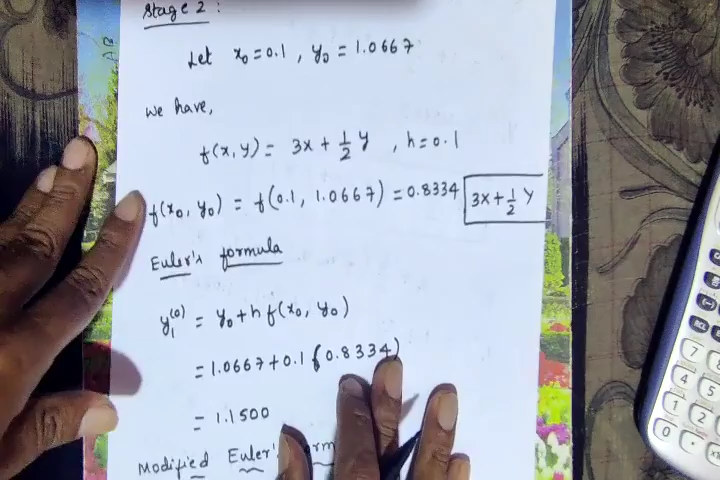 Stage 2 :
Let x₀ = 0.1 , y₀ = 1.0667
we have,
f(x,y) = 3x + ½ y , h = 0.1
f(x₀, y₀) = f(0.1, 1.0667) = 0.8334 3x + ½ y
Euler's formula
y₁⁽⁰⁾ = y₀ + h f(x₀, y₀)
= 1.0667 + 0.1 (0.8334)
= 1.1500
Modified Euler's